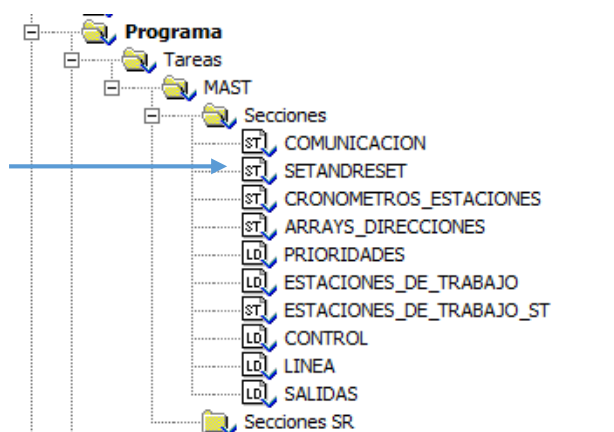 Programa
Tareas
MAST
Secciones
ST COMUNICACION
ST SETANDRESET
ST CRONOMETROS_ESTACIONES
ST ARRAYS_DIRECCIONES
LD PRIORIDADES
LD ESTACIONES_DE_TRABAJO
ST ESTACIONES_DE_TRABAJO_ST
LD CONTROL
LD LINEA
LD SALIDAS
Secciones SR